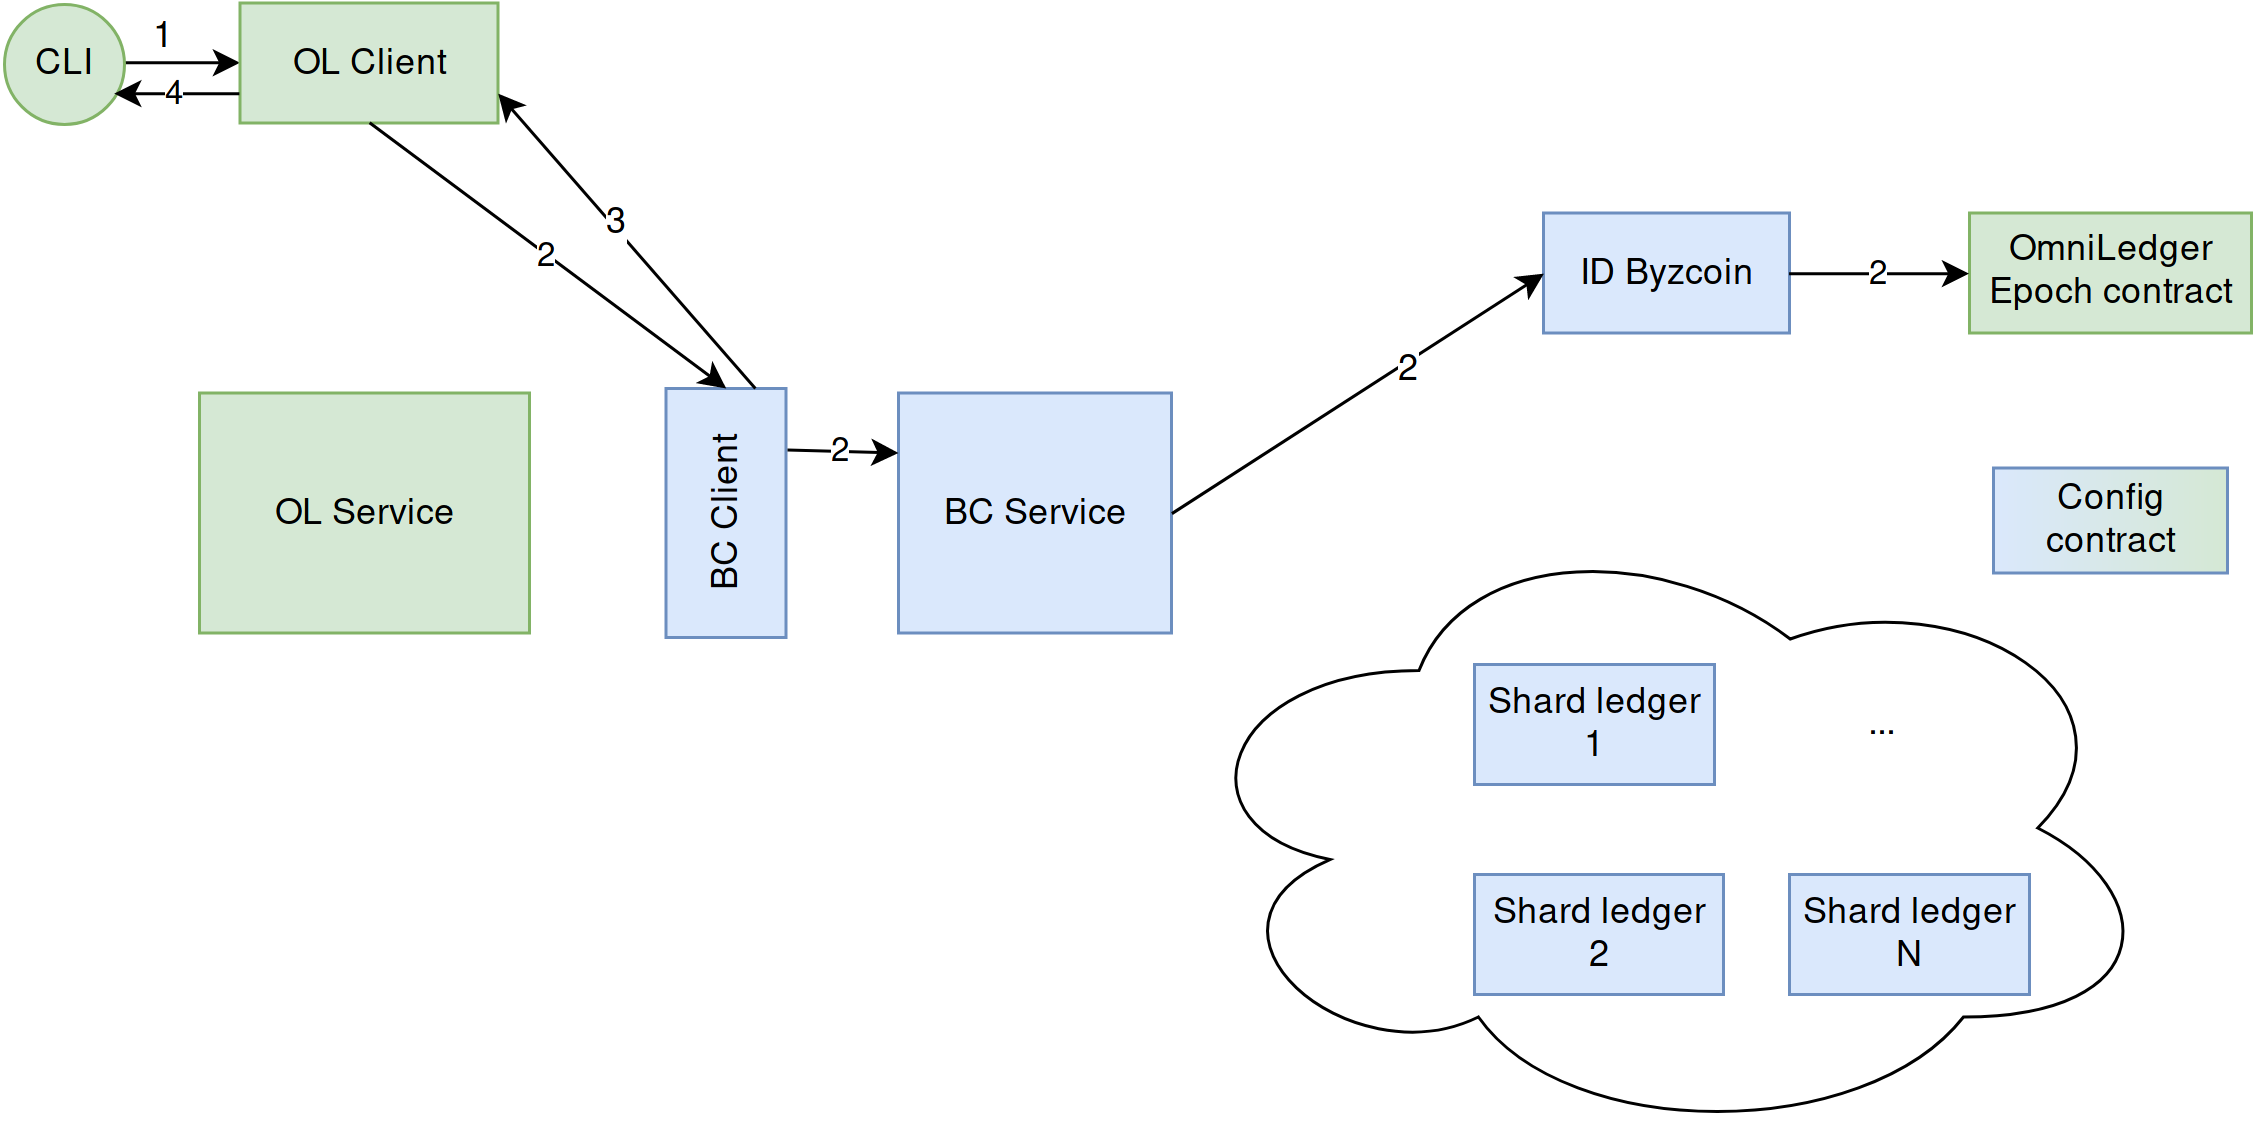 CLI
1
4
OL Client
3
2
ID Byzcoin
2
OmniLedger
Epoch contract
2
OL Service
BC Client
2
BC Service
Config
contract
Shard ledger
1
...
Shard ledger
2
Shard ledger
N